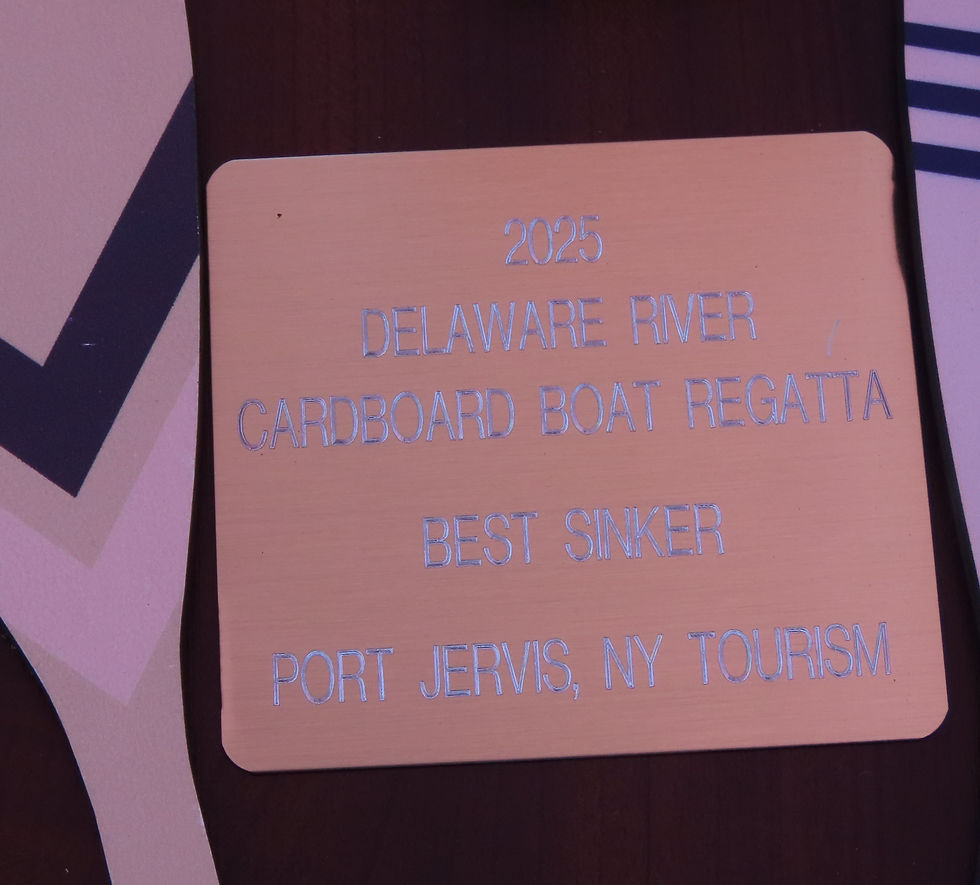 2025
DELAWARE RIVER
CARDBOARD BOAT REGATTA
BEST SINKER
PORT JERVIS, NY TOURISM